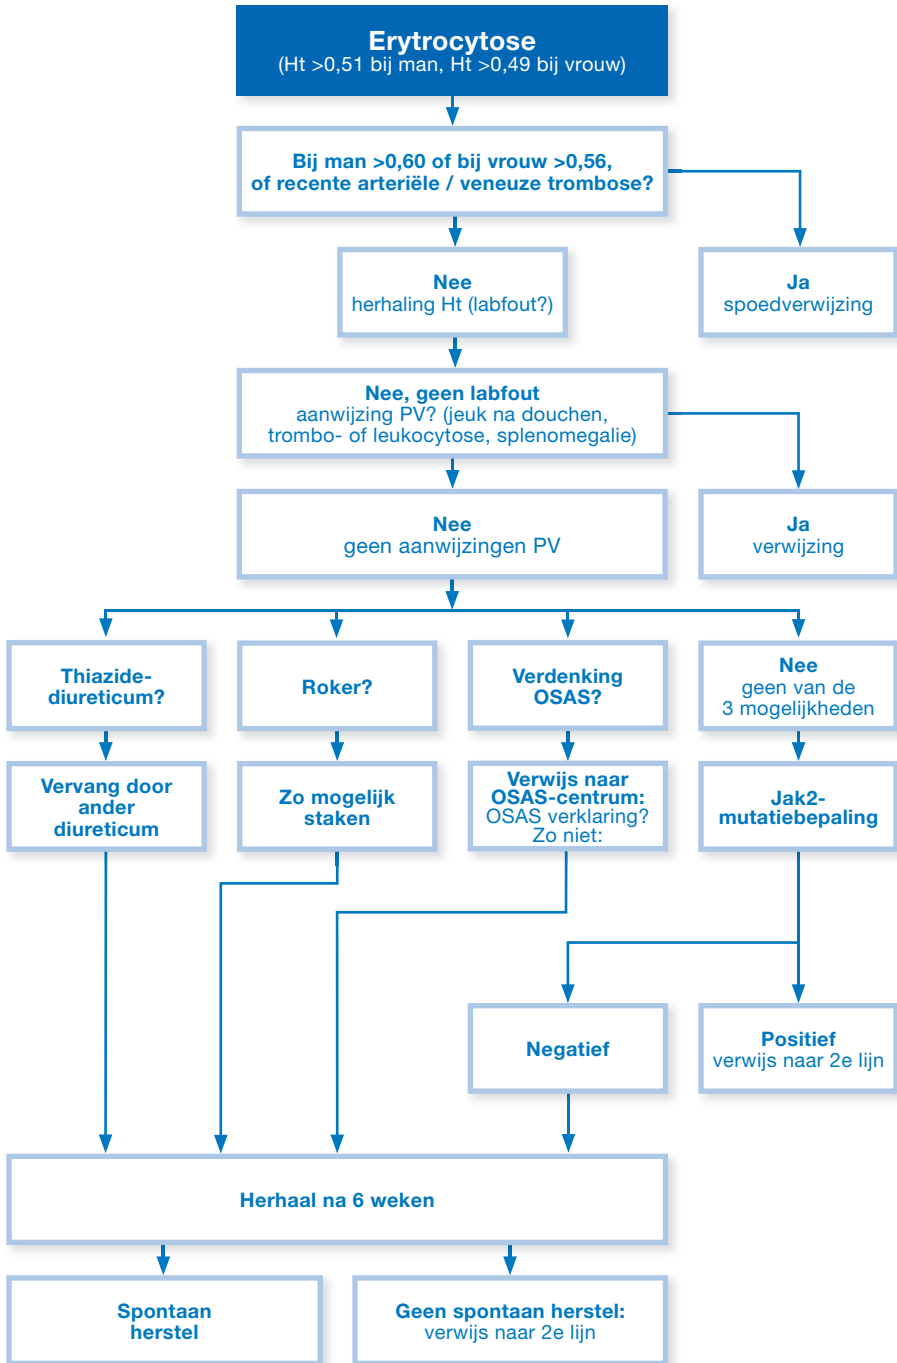 Erytrocytose
(Ht >0,51 bij man, Ht >0,49 bij vrouw)
Bij man >0,60 of bij vrouw >0,56,
of recente arteriële / veneuze trombose?
Nee
herhaling Ht (labfout?)
Ja
spoedverwijzing
Nee, geen labfout
aanwijzing PV? (jeuk na douchen,
trombo- of leukocytose, splenomegalie)
Nee
geen aanwijzingen PV
Ja
verwijzing
Thiazide-
diureticum?
Roker?
Verdenking
OSAS?
Nee
geen van de
3 mogelijkheden
Vervang door
ander
diureticum
Zo mogelijk
staken
Verwijs naar
OSAS-centrum:
OSAS verklaring?
Zo niet:
Jak2-
mutatiebepaling
Negatief
Positief
verwijs naar 2e lijn
Herhaal na 6 weken
Spontaan
herstel
Geen spontaan herstel:
verwijs naar 2e lijn